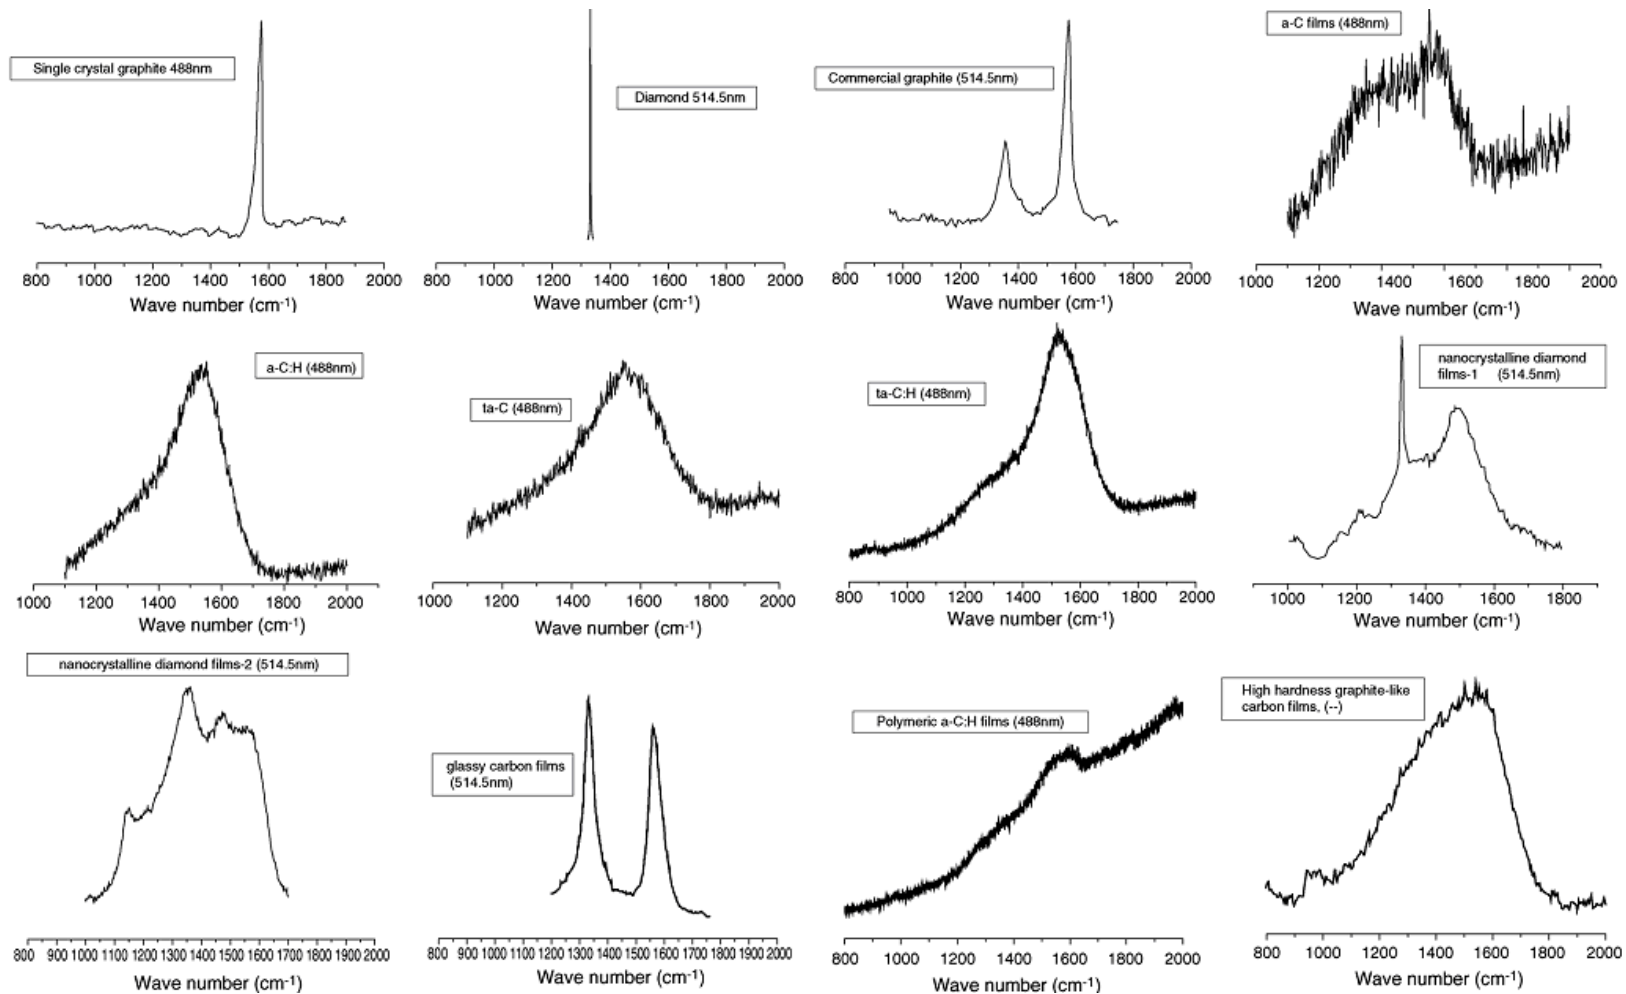 Single crystal graphite 488nm
800 1000 1200 1400 1600 1800 2000
Wave number (cm-1)
Diamond 514.5nm
800 1000 1200 1400 1600 1800 2000
Wave number (cm-1)
Commercial graphite (514.5nm)
800 1000 1200 1400 1600 1800 2000
Wave number (cm-1)
a-C films (488nm)
1000 1200 1400 1600 1800 2000
Wave number (cm-1)
a-C:H (488nm)
1000 1200 1400 1600 1800 2000
Wave number (cm-1)
ta-C (488nm)
1000 1200 1400 1600 1800 2000
Wave number (cm-1)
ta-C:H (488nm)
800 1000 1200 1400 1600 1800 2000
Wave number (cm-1)
nanocrystalline diamond
films-1 (514.5nm)
1000 1200 1400 1600 1800
Wave number (cm-1)
nanocrystalline diamond films-2 (514.5nm)
800 900 1000 1100 1200 1300 1400 1500 1600 1700 1800 1900 2000
Wave number (cm-1)
glassy carbon films
(514.5nm)
800 900 1000 1100 1200 1300 1400 1500 1600 1700 1800 1900 2000
Wave number (cm-1)
Polymeric a-C:H films (488nm)
800 1000 1200 1400 1600 1800 2000
Wave number (cm-1)
High hardness graphite-like
carbon films, (--)
800 1000 1200 1400 1600 1800 2000
Wave number (cm-1)